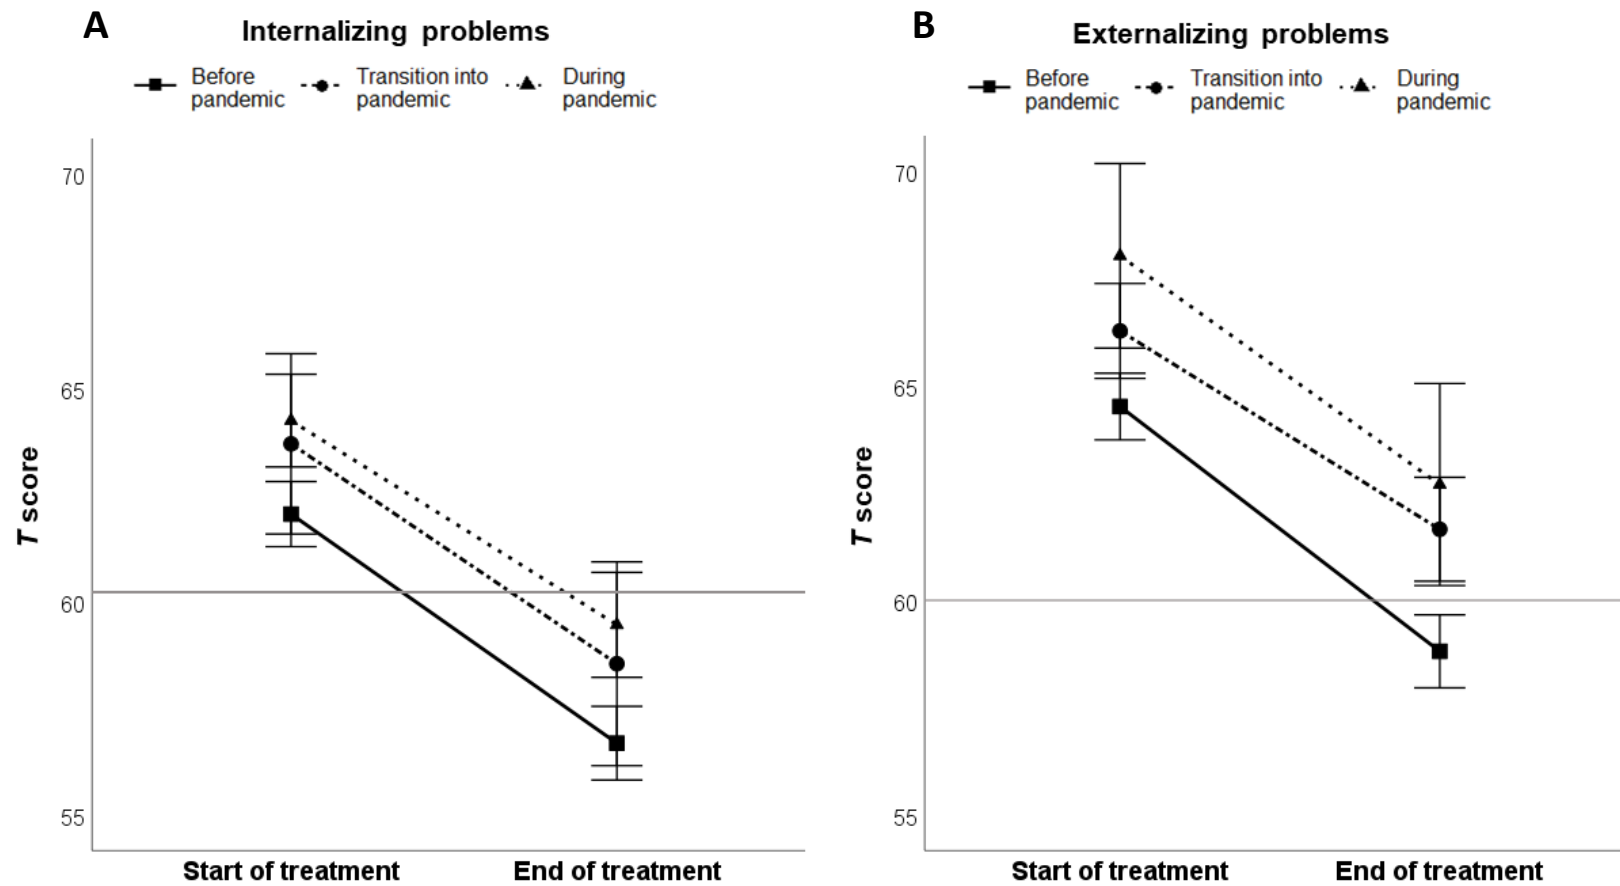 A
Internalizing problems
Before
pandemic
Transition into
pandemic
During
pandemic
70
65
60
55
T score
Start of treatment
End of treatment
B
Externalizing problems
Before
pandemic
Transition into
pandemic
During
pandemic
70
65
60
55
T score
Start of treatment
End of treatment